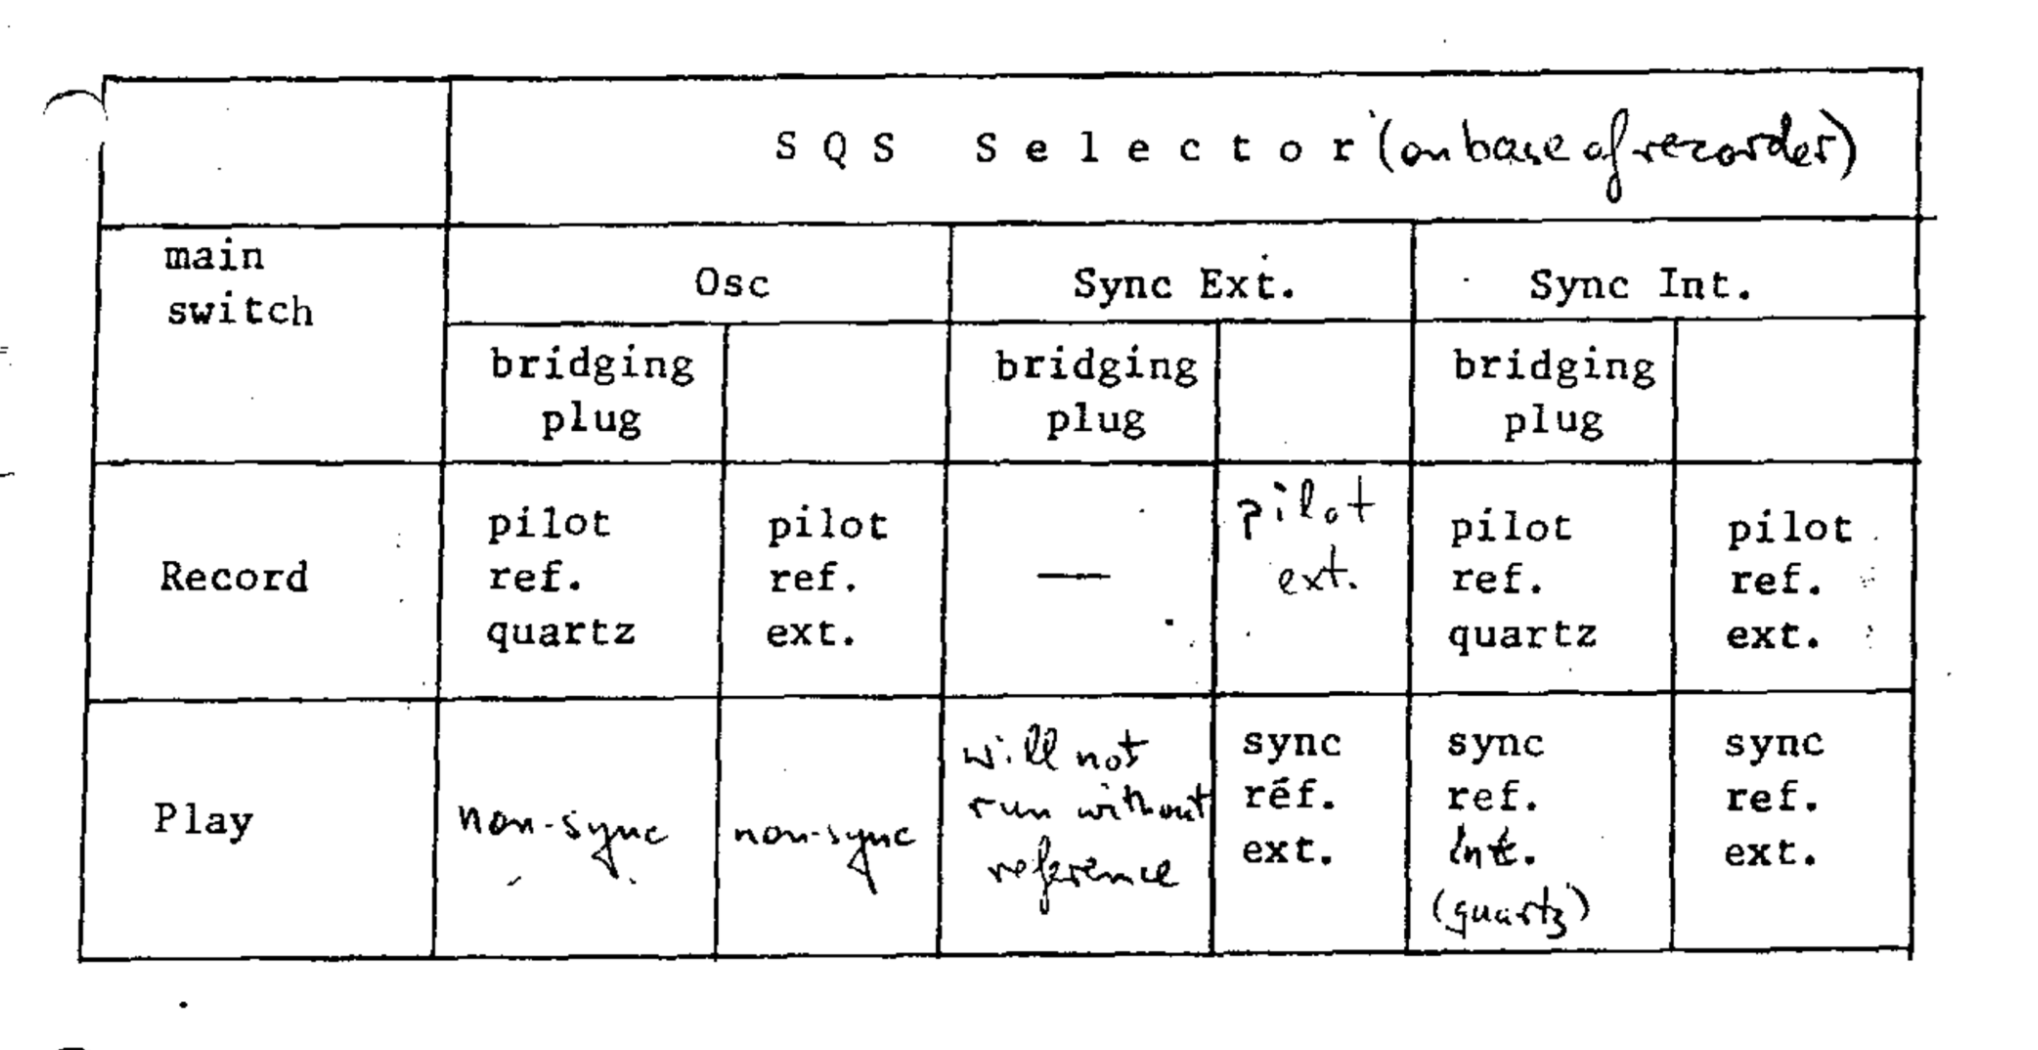 SQS Selector (on base of recorder)
main
switch
Osc
Sync Ext.
Sync Int.
bridging
plug
bridging
plug
bridging
plug
Record
pilot
ref.
quartz
pilot
ref.
ext.
—
pilot
ext.
pilot
ref.
quartz
pilot
ref.
ext.
Play
non-sync
non-sync
will not
run without
reference
sync
ref.
ext.
sync
ref.
Int.
(quartz)
sync
ref.
ext.